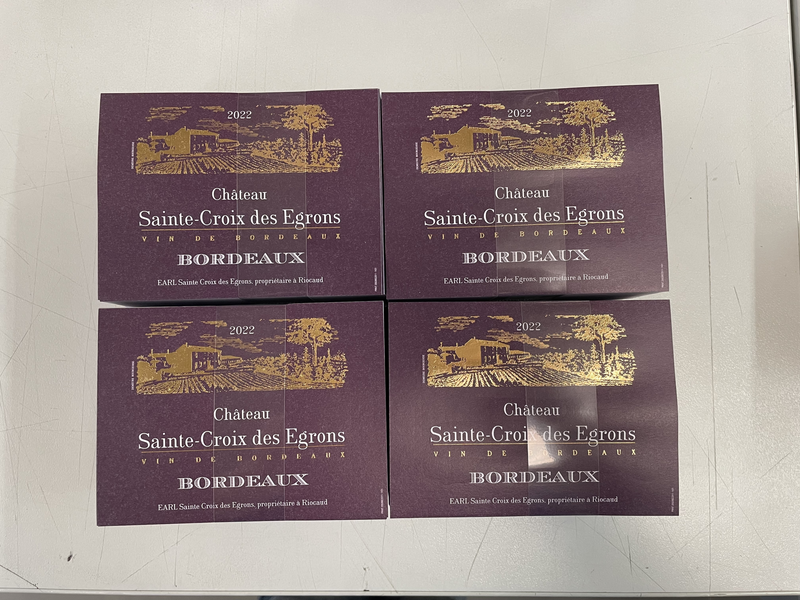 2022
Château
Sainte-Croix des Egrons
VIN DE BORDEAUX
BORDEAUX
EARL Sainte Croix des Egrons, propriétaire à Riocaud
2022
Château
Sainte-Croix des Egrons
VIN DE BORDEAUX
BORDEAUX
EARL Sainte Croix des Egrons, propriétaire à Riocaud
2022
Château
Sainte-Croix des Egrons
VIN DE BORDEAUX
BORDEAUX
EARL Sainte Croix des Egrons, propriétaire à Riocaud
2022
Château
Sainte-Croix des Egrons
VIN DE BORDEAUX
BORDEAUX
EARL Sainte Croix des Egrons, propriétaire à Riocaud